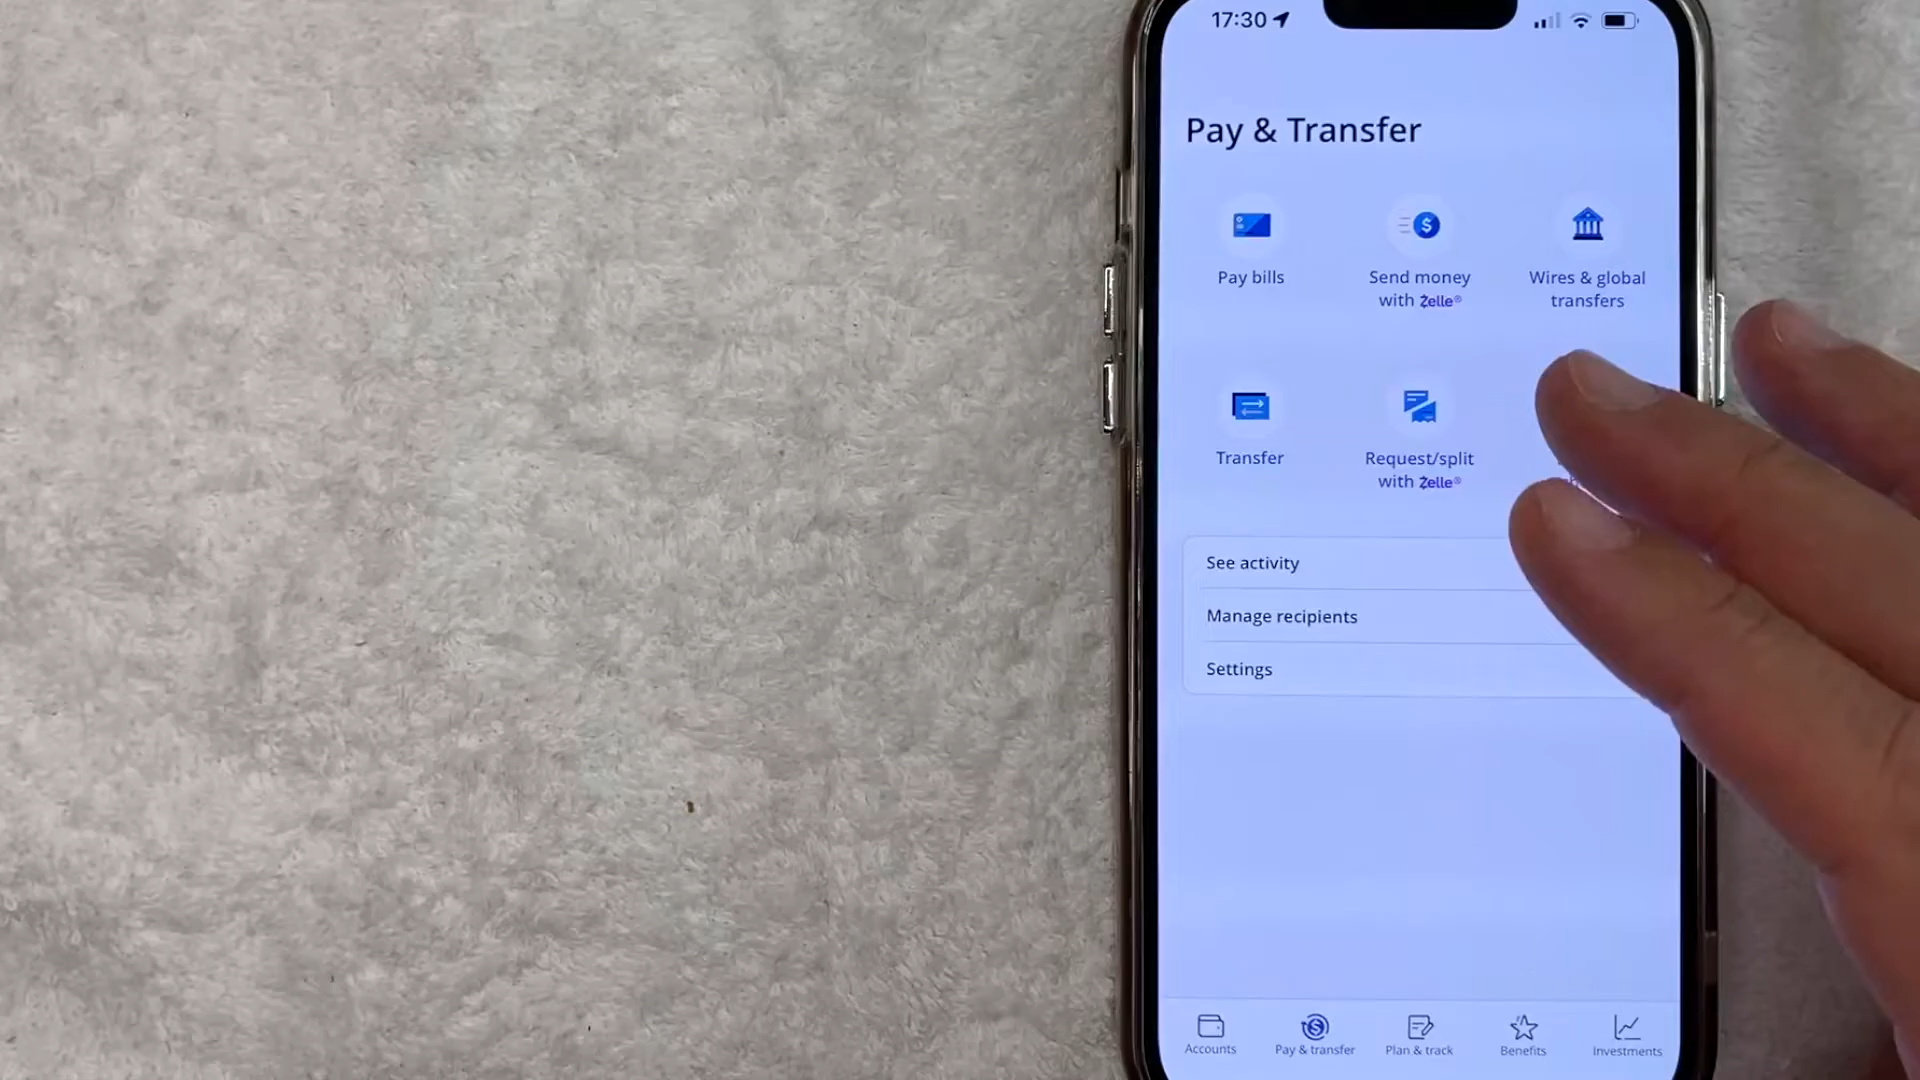 17:30
Pay & Transfer
Pay bills
Send money
with Zelle®
Wires & global
transfers
Transfer
Request/split
with Zelle®
See activity
Manage recipients
Settings
Accounts
Pay & transfer
Plan & track
Benefits
Investments